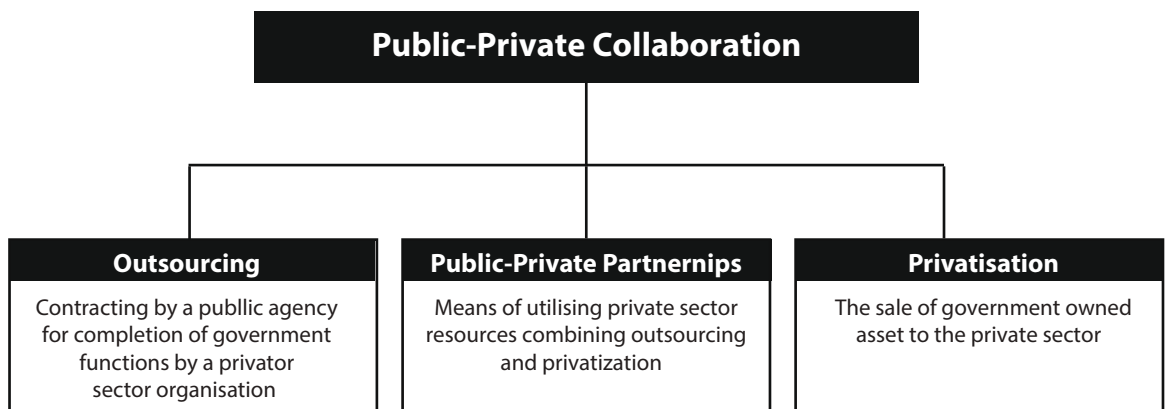 Public-Private Collaboration
Outsourcing
Contracting by a publlic agency
for completion of government
functions by a privator
sector organisation
Public-Private Partnernips
Means of utilising private sector
resources combining outsourcing
and privatization
Privatisation
The sale of government owned
asset to the private sector